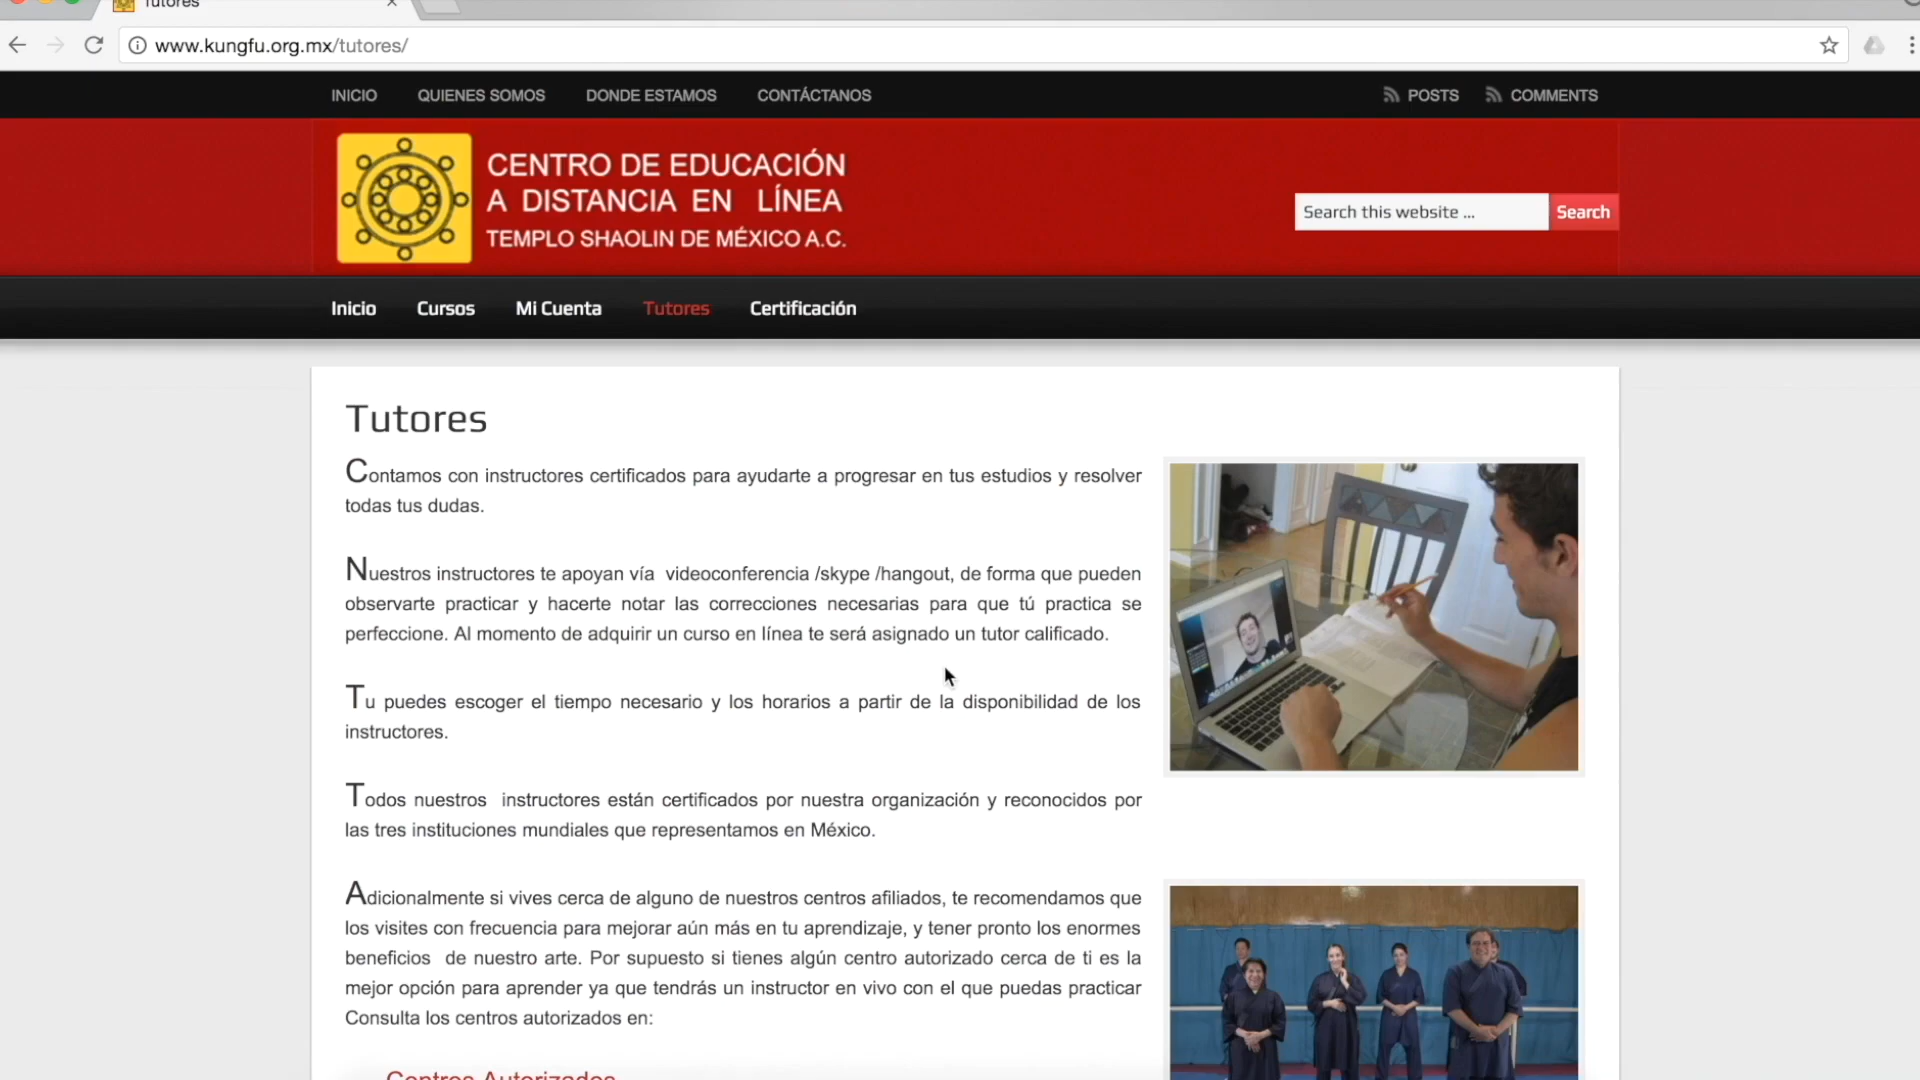 Tutores
www.kungfu.org.mx/tutores/
INICIO QUIENES SOMOS DONDE ESTAMOS CONTÁCTANOS POSTS COMMENTS
CENTRO DE EDUCACIÓN
A DISTANCIA EN LÍNEA
TEMPLO SHAOLIN DE MÉXICO A.C.
Search this website ... Search
Inicio Cursos Mi Cuenta Tutores Certificación
Tutores
Contamos con instructores certificados para ayudarte a progresar en tus estudios y resolver
todas tus dudas.
Nuestros instructores te apoyan vía videoconferencia /skype /hangout, de forma que pueden
observarte practicar y hacerte notar las correcciones necesarias para que tú practica se
perfeccione. Al momento de adquirir un curso en línea te será asignado un tutor calificado.
Tu puedes escoger el tiempo necesario y los horarios a partir de la disponibilidad de los
instructores.
Todos nuestros instructores están certificados por nuestra organización y reconocidos por
las tres instituciones mundiales que representamos en México.
Adicionalmente si vives cerca de alguno de nuestros centros afiliados, te recomendamos que
los visites con frecuencia para mejorar aún más en tu aprendizaje, y tener pronto los enormes
beneficios de nuestro arte. Por supuesto si tienes algún centro autorizado cerca de ti es la
mejor opción para aprender ya que tendrás un instructor en vivo con el que puedas practicar
Consulta los centros autorizados en:
Centros Autorizados